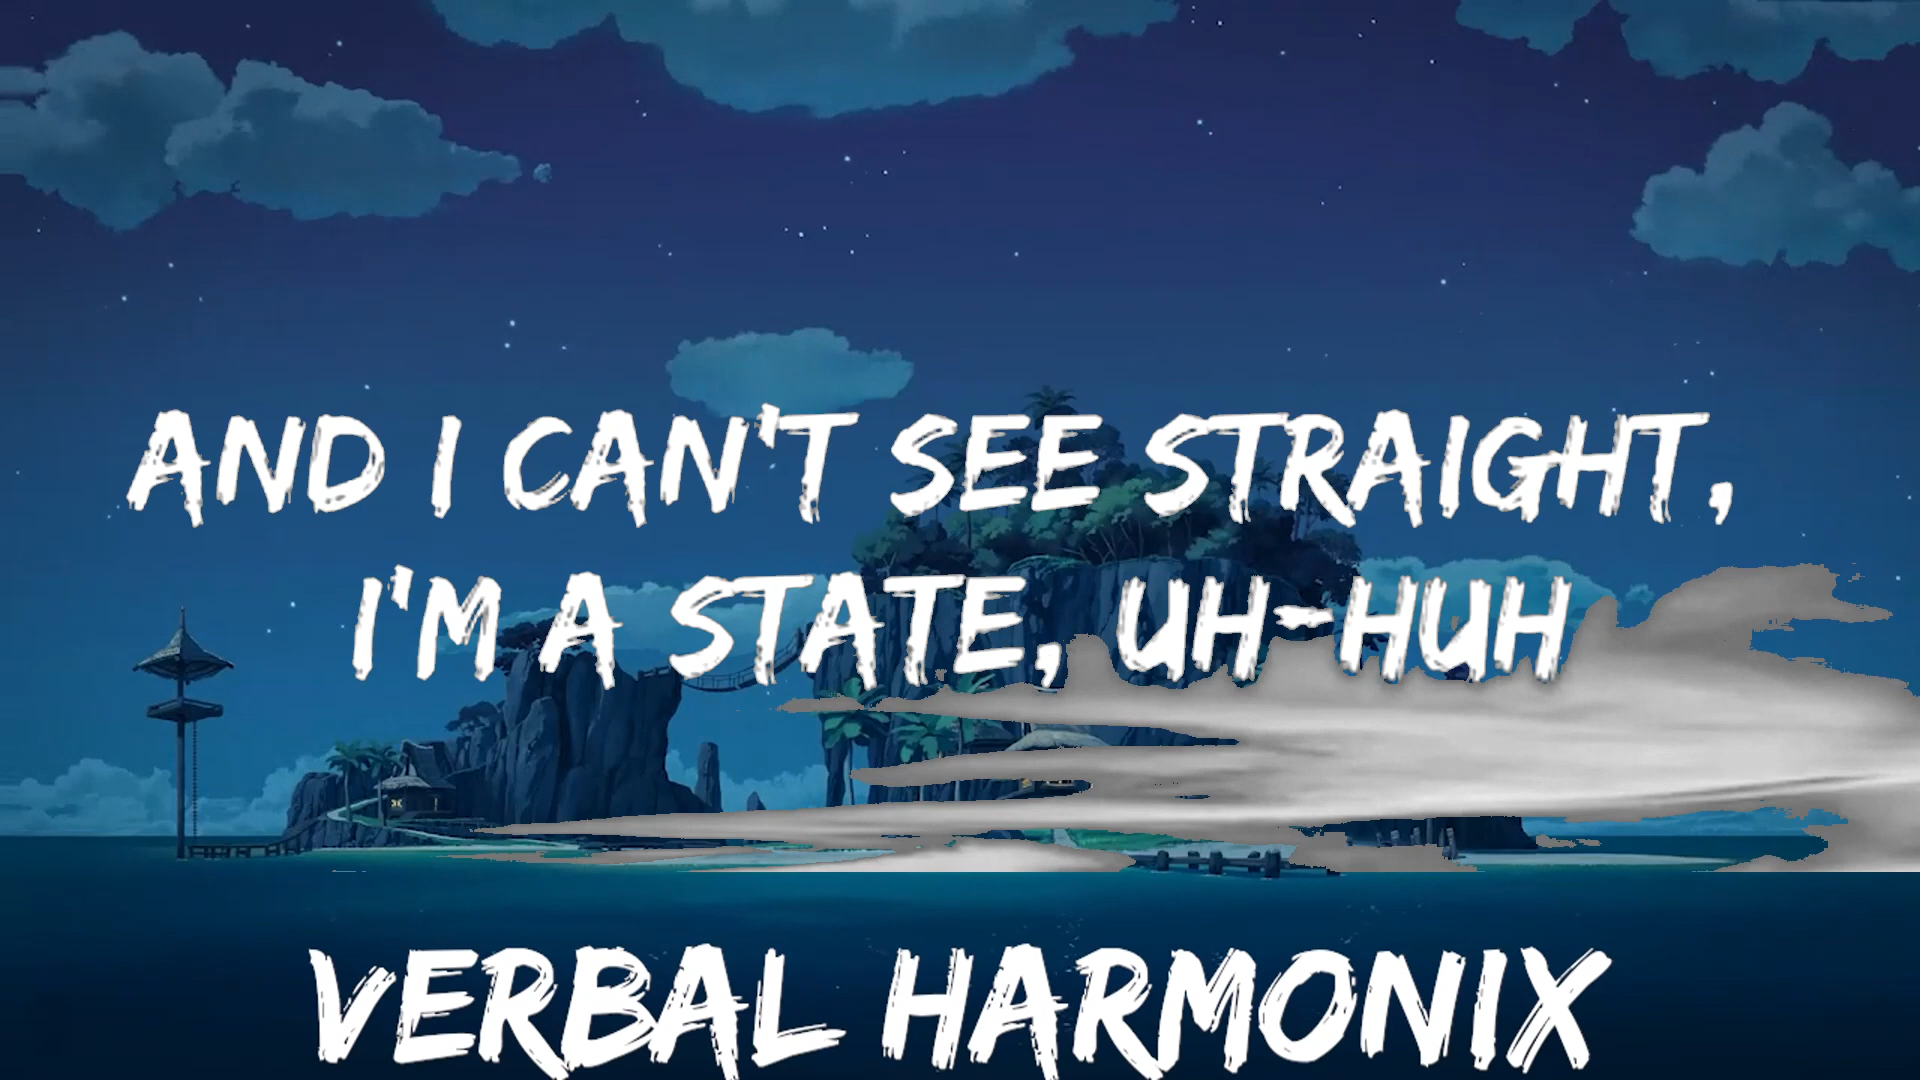 AND I CAN'T SEE STRAIGHT,
I'M A STATE, UH-HUH
VERBAL HARMONIX